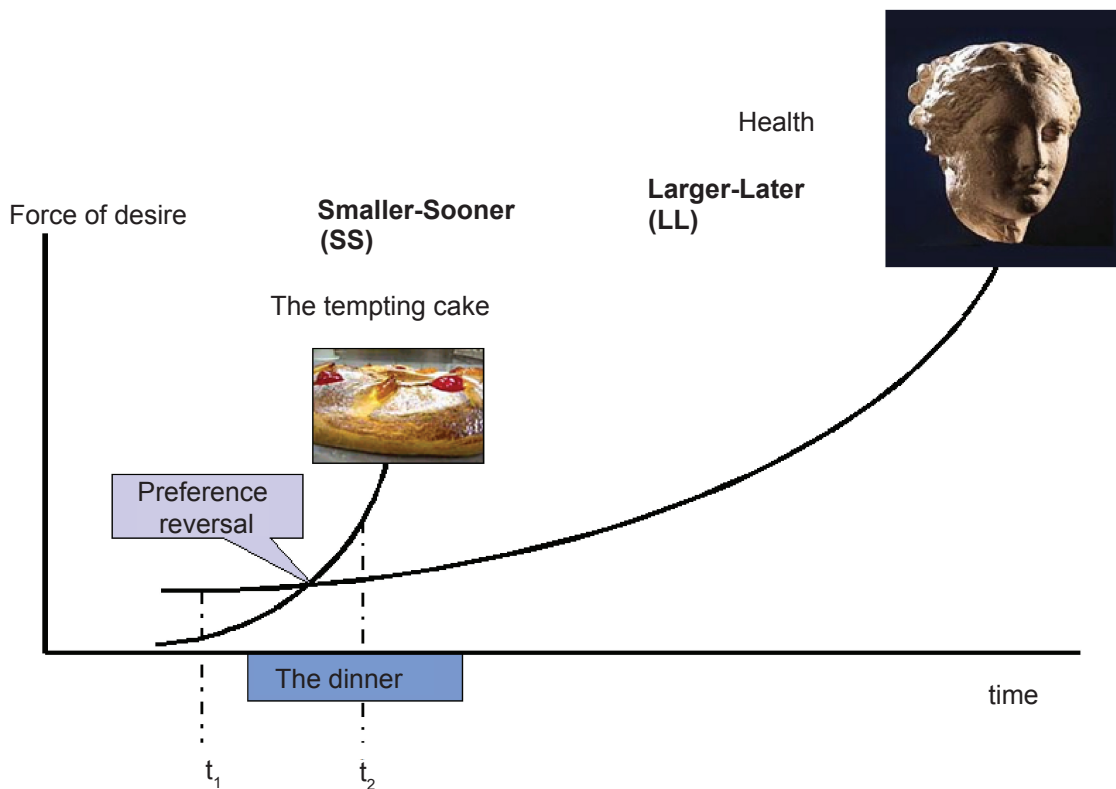 Health
Larger-Later
(LL)
Smaller-Sooner
(SS)
Force of desire
The tempting cake
Preference
reversal
The dinner
time
t1
t2